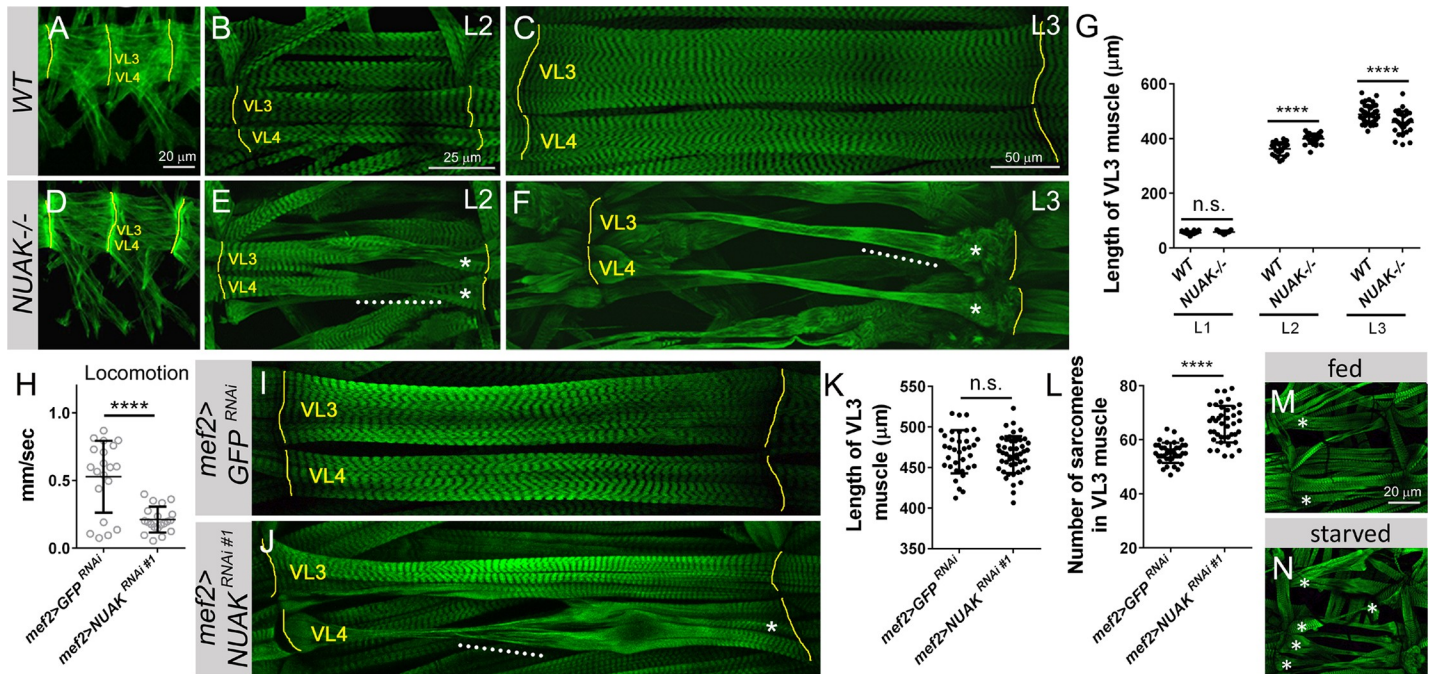 WT
A
VL3
VL4
20 µm
B
L2
VL3
VL4
25 µm
C
L3
VL3
VL4
50 µm
NUAK-/-
D
VL3
VL4
E
L2
VL3
VL4
*
*
F
L3
VL3
VL4
*
*
G
Length of VL3 muscle (µm)
600
400
200
0
n.s.
****
****
WT
NUAK-/-
WT
NUAK-/-
WT
NUAK-/-
L1
L2
L3
H
Locomotion
****
mm/sec
1.0
0.5
0.0
mef2>GFP RNAi
mef2>NUAK RNAi #1
mef2>
GFP RNAi
I
VL3
VL4
mef2>
NUAK RNAi #1
J
VL3
VL4
*
K
Length of VL3
muscle (µm)
n.s.
550
500
450
400
350
mef2>GFP RNAi
mef2>NUAK RNAi #1
L
Number of sarcomeres
in VL3 muscle
****
80
60
40
20
mef2>GFP RNAi
mef2>NUAK RNAi #1
fed
M
*
*
20 µm
starved
N
*
*
*
*
*